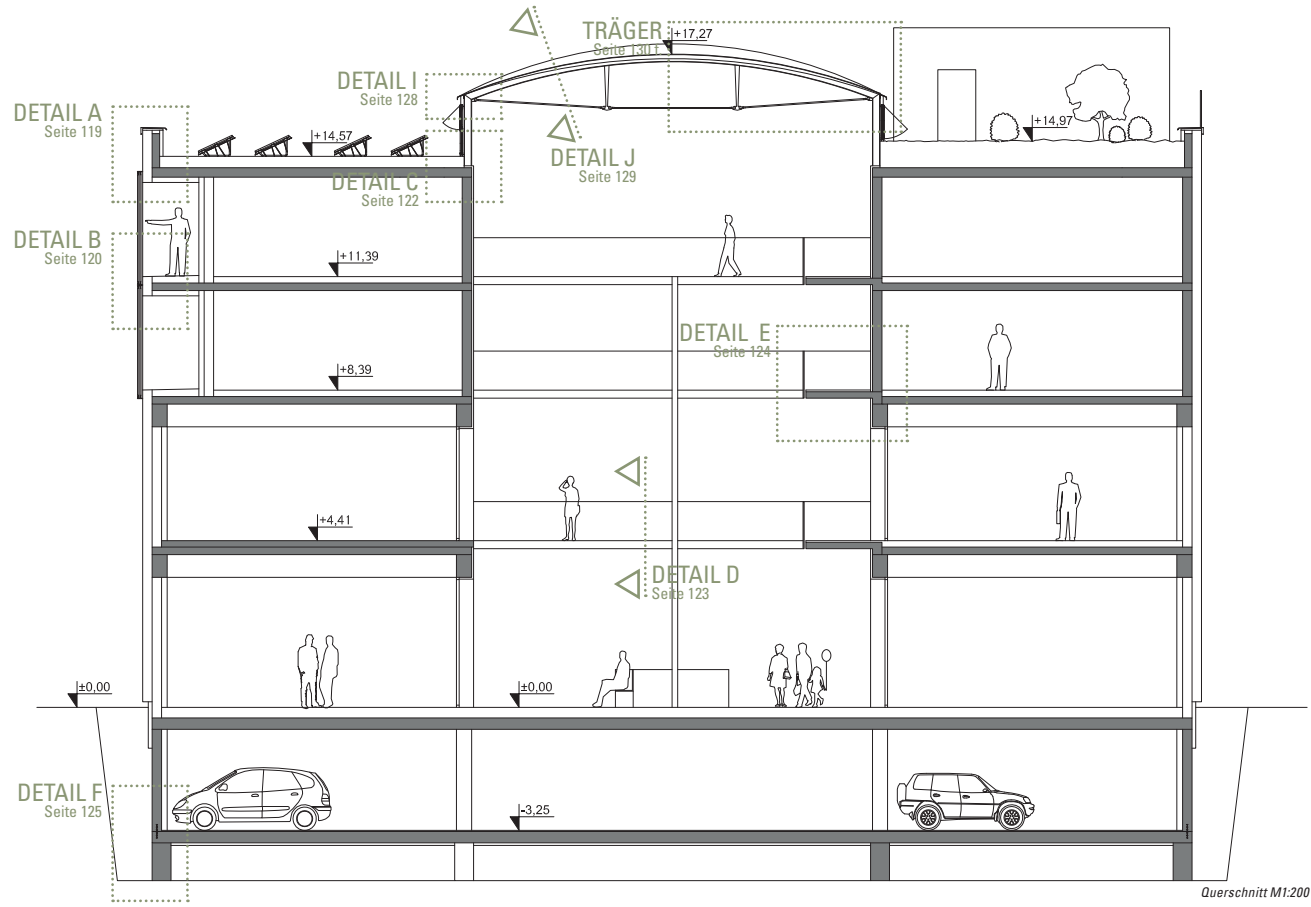 TRÄGER
Seite 130 f.
+17,27
DETAIL I
Seite 128
DETAIL A
Seite 119
+14,57
+14,97
DETAIL J
Seite 129
DETAIL C
Seite 122
DETAIL B
Seite 120
+11,39
DETAIL E
Seite 124
+8,39
+4,41
DETAIL D
Seite 123
±0,00
±0,00
DETAIL F
Seite 125
-3,25
Querschnitt M1:200